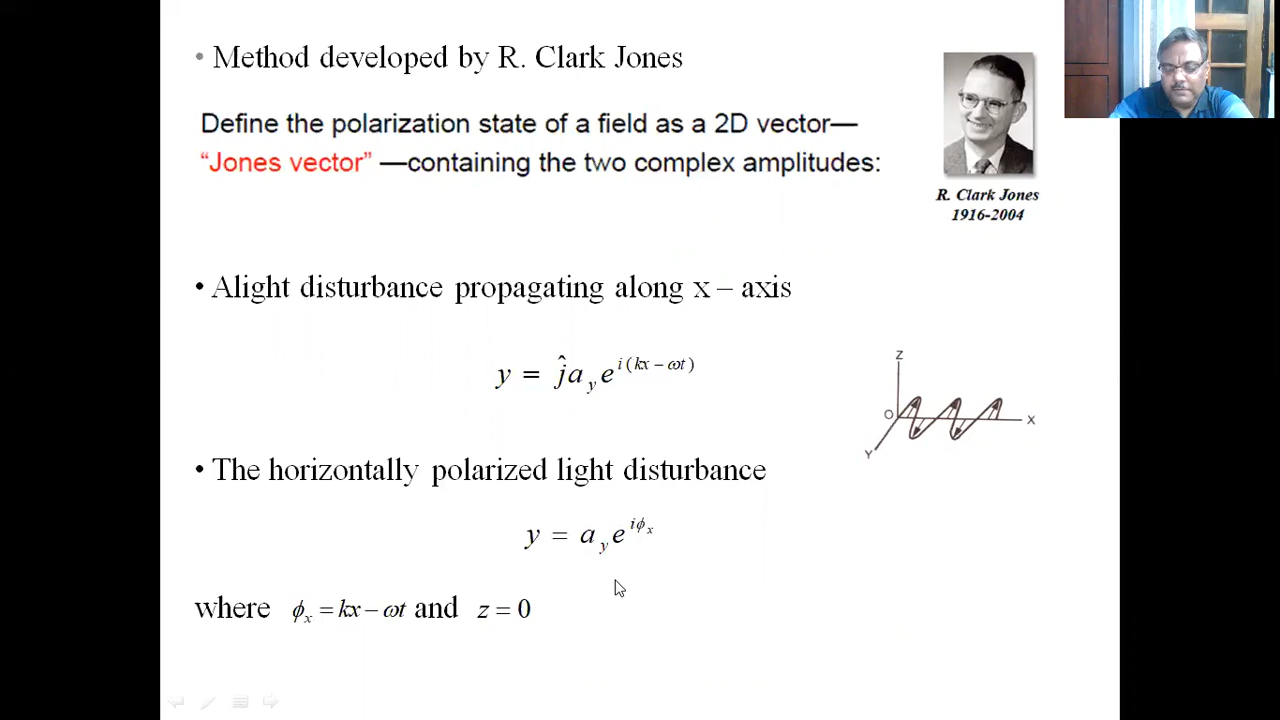 • Method developed by R. Clark Jones
Define the polarization state of a field as a 2D vector—
“Jones vector” —containing the two complex amplitudes:
R. Clark Jones
1916-2004
• Alight disturbance propagating along x – axis
y = ĵa_y e^{i(kx − ωt)}
Z
O
X
Y
• The horizontally polarized light disturbance
y = a_y e^{iϕ_x}
where ϕ_x = kx − ωt and z = 0